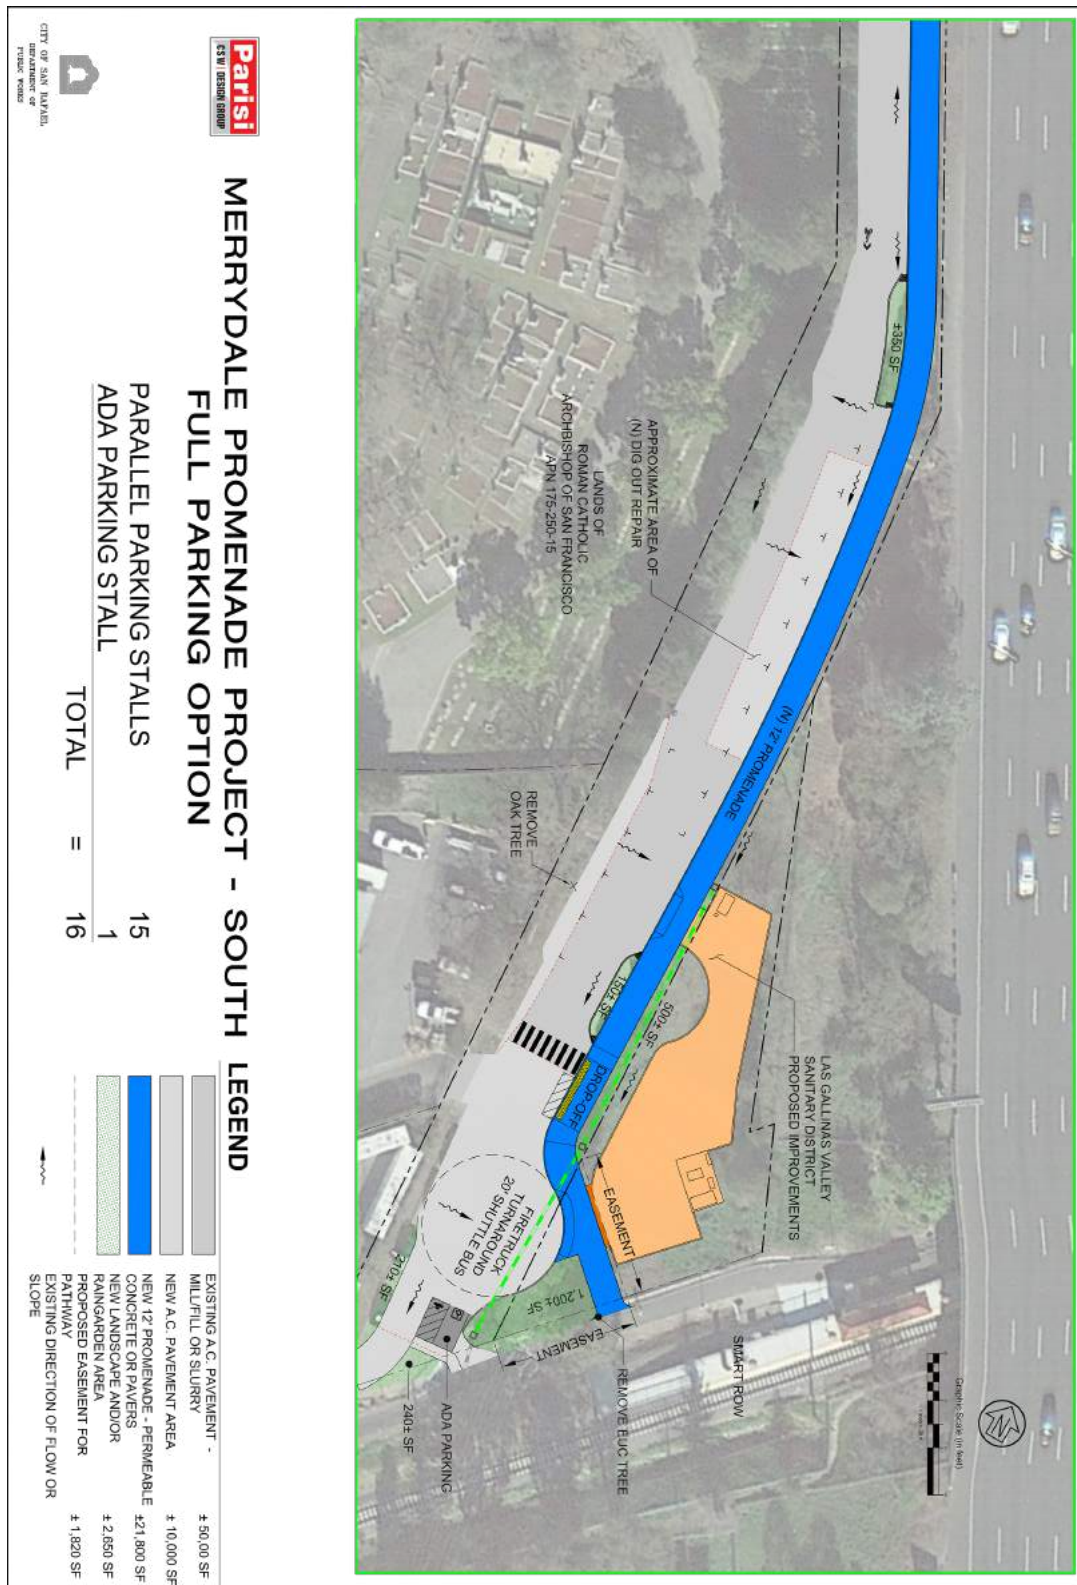 Parisi
CSW | DESIGN GROUP
CITY OF SAN RAFAEL
DEPARTMENT OF
PUBLIC WORKS
MERRYDALE PROMENADE PROJECT - SOUTH
FULL PARKING OPTION
PARALLEL PARKING STALLS 15
ADA PARKING STALL 1
TOTAL = 16
LEGEND
EXISTING A.C. PAVEMENT -
MILL/FILL OR SLURRY
± 50,00 SF
NEW A.C. PAVEMENT AREA
± 10,000 SF
NEW 12' PROMENADE - PERMEABLE
CONCRETE OR PAVERS
±21,800 SF
NEW LANDSCAPE AND/OR
RAINGARDEN AREA
± 2,650 SF
PROPOSED EASEMENT FOR
PATHWAY
± 1,820 SF
EXISTING DIRECTION OF FLOW OR
SLOPE
±350 SF
APPROXIMATE AREA OF
(N) DIG OUT REPAIR
LANDS OF
ROMAN CATHOLIC
ARCHBISHOP OF SAN FRANCISCO
APN 175-250-15
(N) 12' PROMENADE
REMOVE
OAK TREE
150± SF
500± SF
DROP-OFF
LAS GALLINAS VALLEY
SANITARY DISTRICT
PROPOSED IMPROVEMENTS
EASEMENT
FIRETRUCK
TURNAROUND
20' SHUTTLE BUS
210± SF
1,200± SF
EASEMENT
REMOVE EUC TREE
SMART ROW
ADA PARKING
240± SF
Graphic Scale (in feet)
N